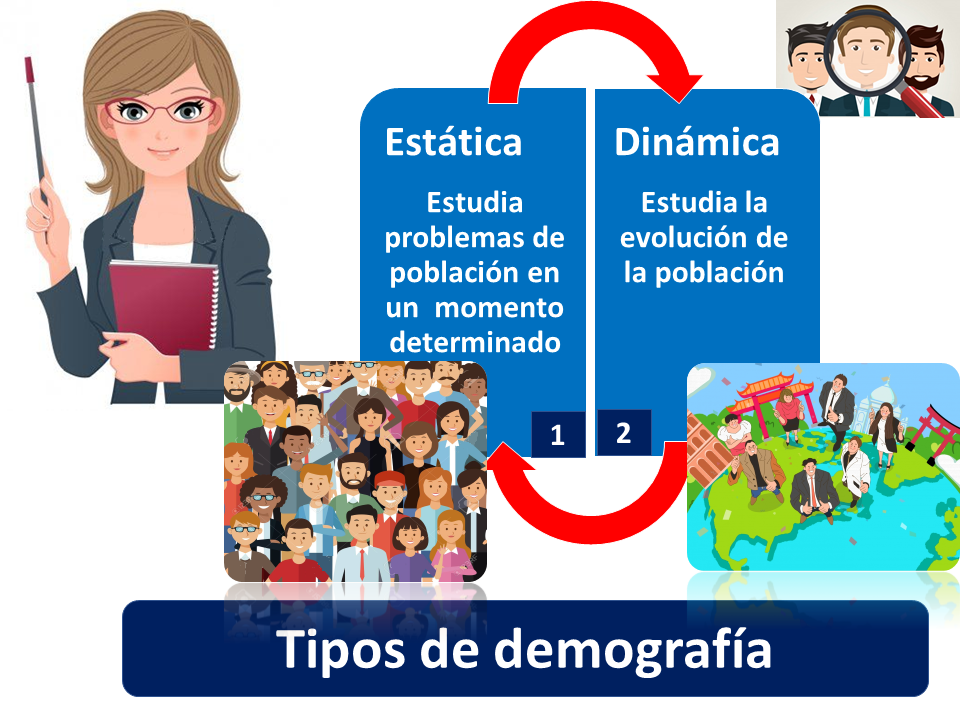 Estática
Estudia
problemas de
población en
un momento
determinado
1
Dinámica
Estudia la
evolución de
la población
2
Tipos de demografía